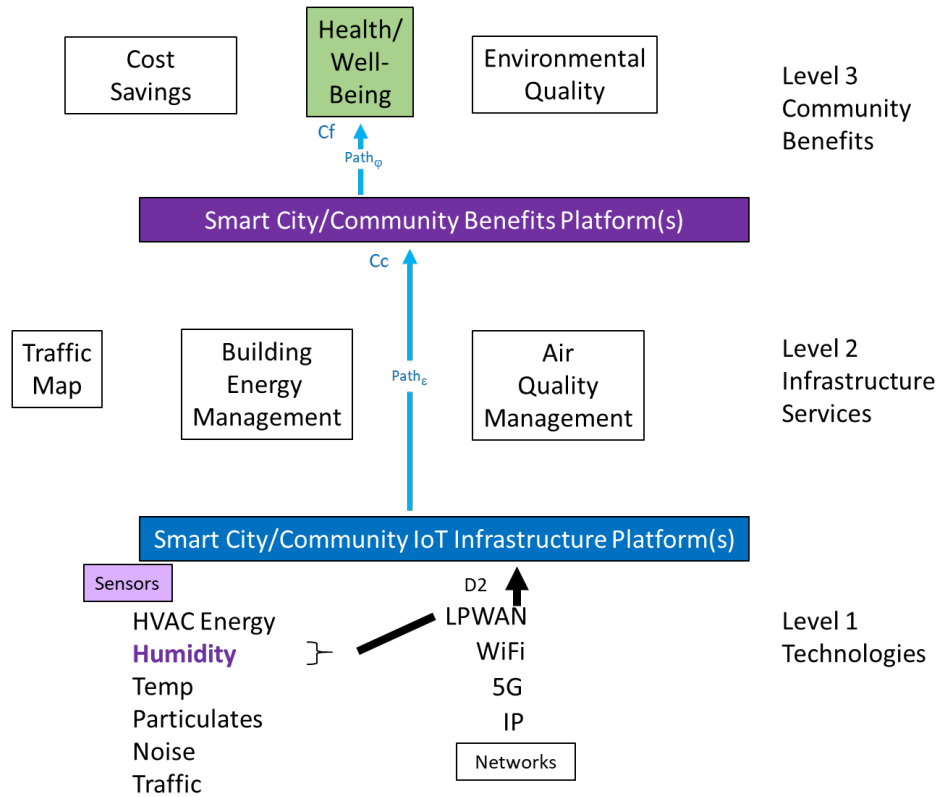 Cost
Savings
Health/
Well-
Being
Environmental
Quality
Level 3
Community
Benefits
Cf
Pathφ
Smart City/Community Benefits Platform(s)
Cc
Traffic
Map
Building
Energy
Management
Pathε
Air
Quality
Management
Level 2
Infrastructure
Services
Smart City/Community IoT Infrastructure Platform(s)
Sensors
HVAC Energy
Humidity
Temp
Particulates
Noise
Traffic
D2
LPWAN
WiFi
5G
IP
Networks
Level 1
Technologies